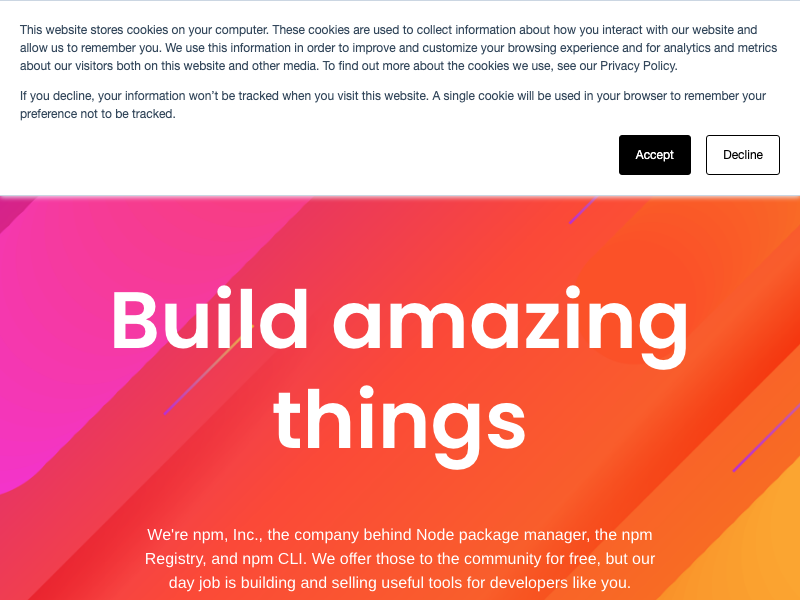 This website stores cookies on your computer. These cookies are used to collect information about how you interact with our website and
allow us to remember you. We use this information in order to improve and customize your browsing experience and for analytics and metrics
about our visitors both on this website and other media. To find out more about the cookies we use, see our Privacy Policy.
If you decline, your information won’t be tracked when you visit this website. A single cookie will be used in your browser to remember your
preference not to be tracked.
Accept Decline
Build amazing
things
We're npm, Inc., the company behind Node package manager, the npm
Registry, and npm CLI. We offer those to the community for free, but our
day job is building and selling useful tools for developers like you.